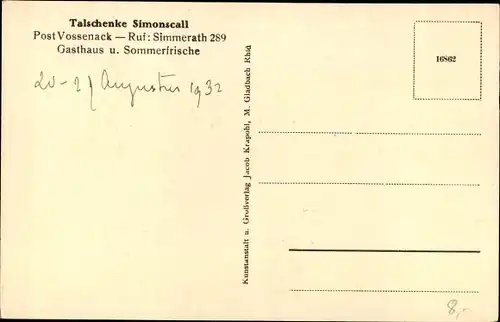 Talschenke Simonscall
Post Vossenack — Ruf: Simmerath 289
Gasthaus u. Sommerfrische
20-21 Augustus 1932
16862
Kunstanstalt u. Großverlag Jacob Krapohl, M. Gladbach Rhld
8,-